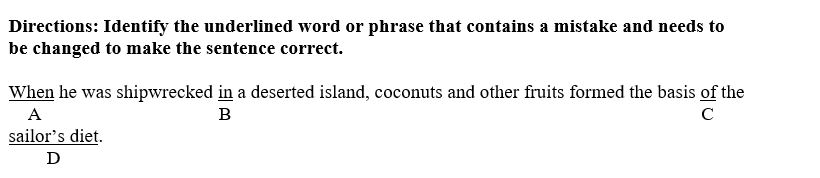 Directions: Identify the underlined word or phrase that contains a mistake and needs to
be changed to make the sentence correct.
When he was shipwrecked in a deserted island, coconuts and other fruits formed the basis of the
A B C
sailor's diet.
D